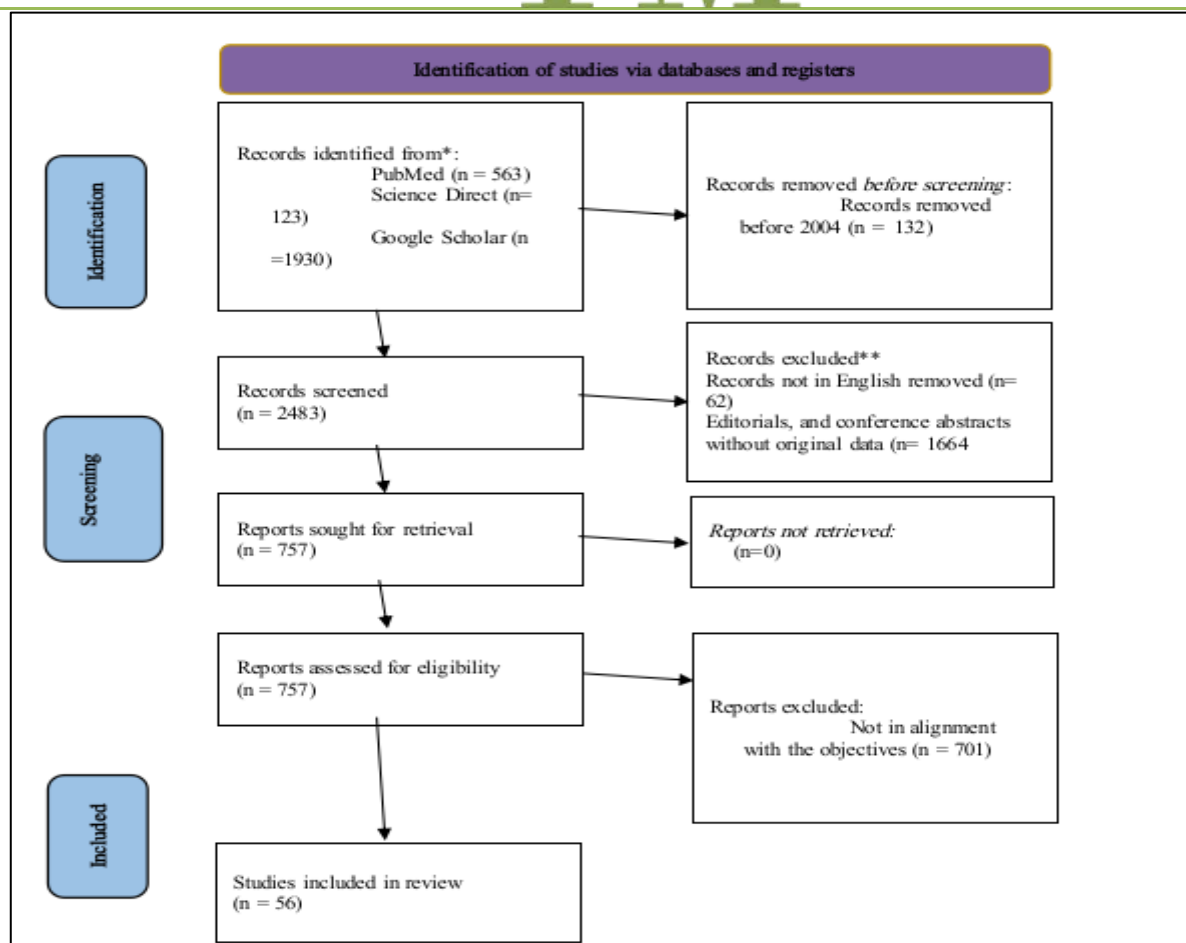 Identification of studies via databases and registers
Identification
Records identified from*:
PubMed (n = 563)
Science Direct (n=
123)
Google Scholar (n
=1930)
Records removed before screening:
Records removed
before 2004 (n = 132)
Screening
Records screened
(n = 2483)
Records excluded**
Records not in English removed (n=
62)
Editorials, and conference abstracts
without original data (n= 1664
Reports sought for retrieval
(n = 757)
Reports not retrieved:
(n=0)
Reports assessed for eligibility
(n = 757)
Reports excluded:
Not in alignment
with the objectives (n = 701)
Included
Studies included in review
(n = 56)